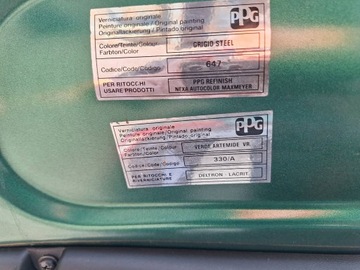 Verniciatura originale
Peinture originale / Original painting
Originallackierung / Pintado original
PPG
Colore/Teinte/Colour
Farbton/Color
GRIGIO STEEL
Codice/Code/Código
647
PER RITOCCHI
USARE PRODOTTI
PPG REFINISH
NEXA AUTOCOLOR MAXMEYER
Verniciatura originale
Peinture originale/Original painting
Originallackierung/Pintado original
PPG
Colore/Teinte/Colour
Farbton/Color
VERDE ARTEMIDE VR.
Codice/Code/Código
330/A
PER RITOCCHI E
RIVERNICIATURE
DELTRON - LACRIT.